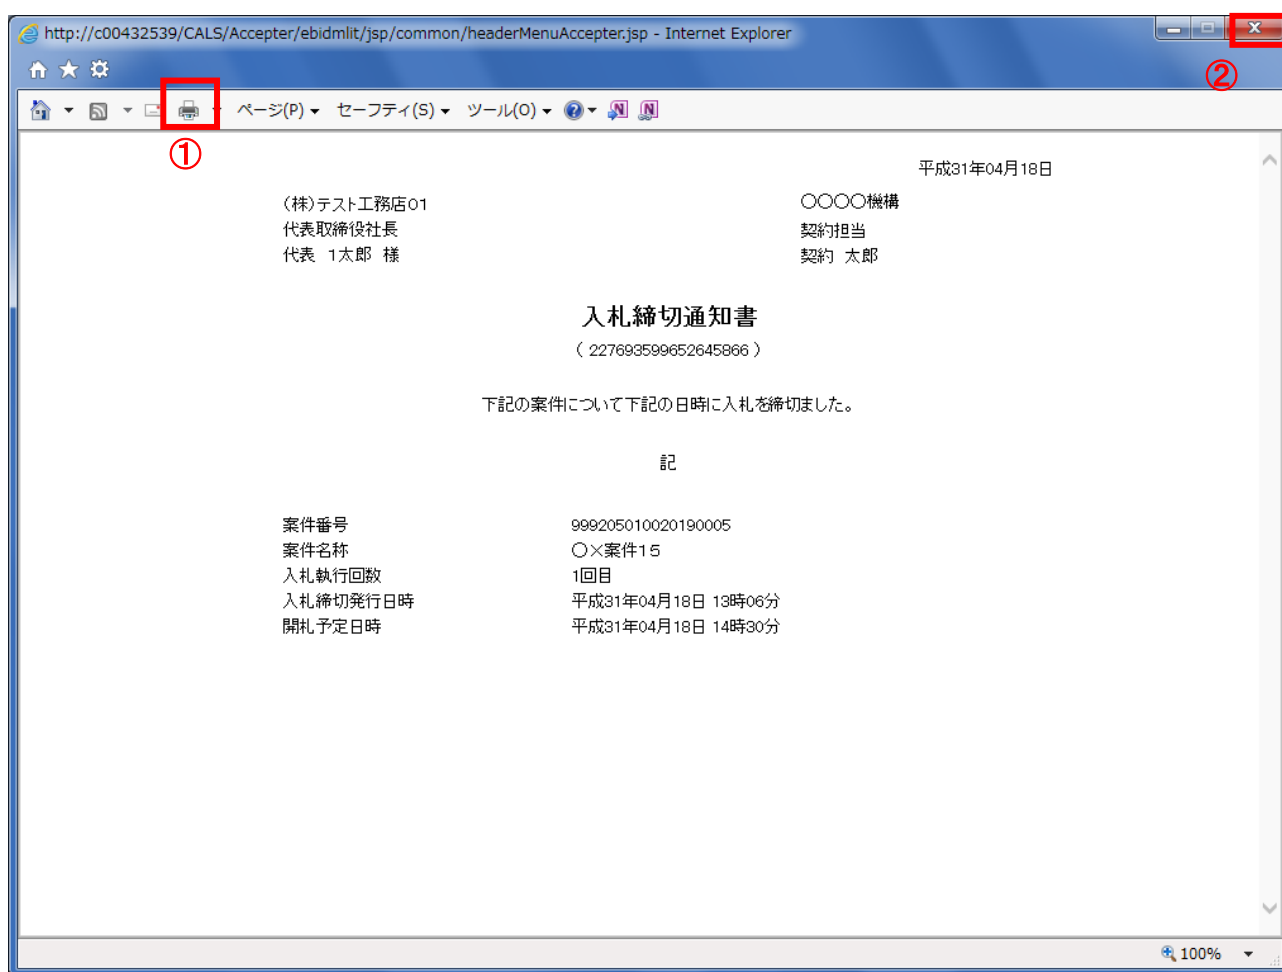 http://c00432539/CALS/Accepter/ebidmlit/jsp/common/headerMenuAccepter.jsp - Internet Explorer
②
ページ(P) セーフティ(S) ツール(O)
①
平成31年04月18日
(株)テスト工務店01 〇〇〇〇機構
代表取締役社長 契約担当
代表 1太郎 様 契約 太郎
入札締切通知書
( 227693599652645866 )
下記の案件について下記の日時に入札を締切ました。
記
案件番号 999205010020190005
案件名称 〇×案件15
入札執行回数 1回目
入札締切発行日時 平成31年04月18日 13時06分
開札予定日時 平成31年04月18日 14時30分
100%